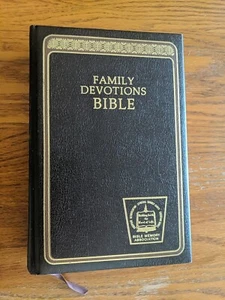 FAMILY
DEVOTIONS
BIBLE
BIBLE MEMORY
ASSOCIATION